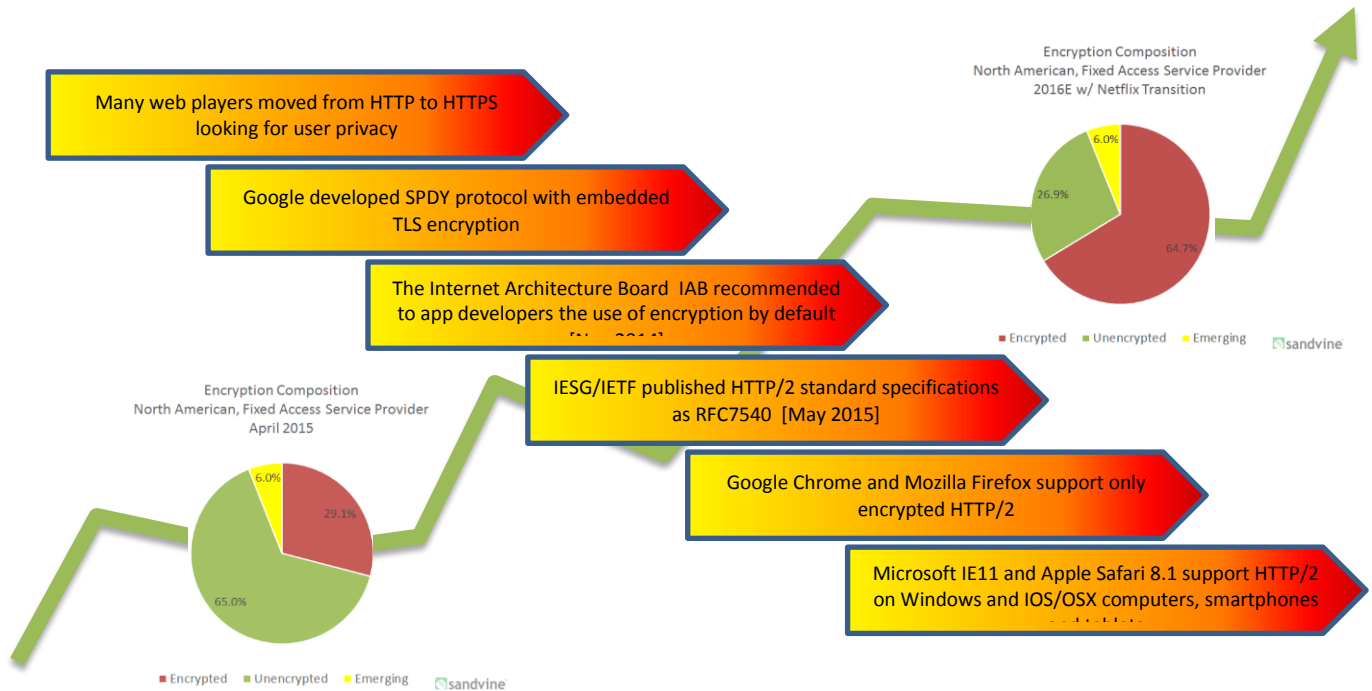 Encryption Composition
North American, Fixed Access Service Provider
2016E w/ Netflix Transition
6.0%
26.9%
64.7%
Encrypted Unencrypted Emerging
sandvine
Many web players moved from HTTP to HTTPS
looking for user privacy
Google developed SPDY protocol with embedded
TLS encryption
The Internet Architecture Board IAB recommended
to app developers the use of encryption by default
2014]
IESG/IETF published HTTP/2 standard specifications
as RFC7540 [May 2015]
Google Chrome and Mozilla Firefox support only
encrypted HTTP/2
Microsoft IE11 and Apple Safari 8.1 support HTTP/2
on Windows and IOS/OSX computers, smartphones
and tablets
Encryption Composition
North American, Fixed Access Service Provider
April 2015
6.0%
29.1%
65.0%
Encrypted Unencrypted Emerging
sandvine